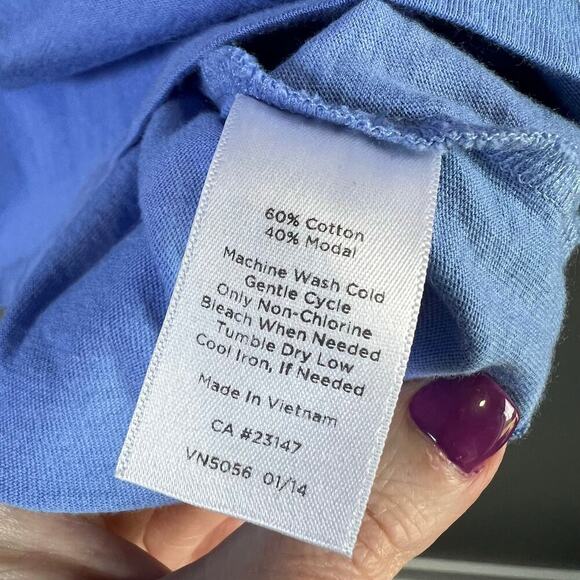 60% Cotton
40% Modal
Machine Wash Cold
Gentle Cycle
Only Non-Chlorine
Bleach When Needed
Tumble Dry Low
Cool Iron, If Needed
Made In Vietnam
CA #23147
VN5056 01/14